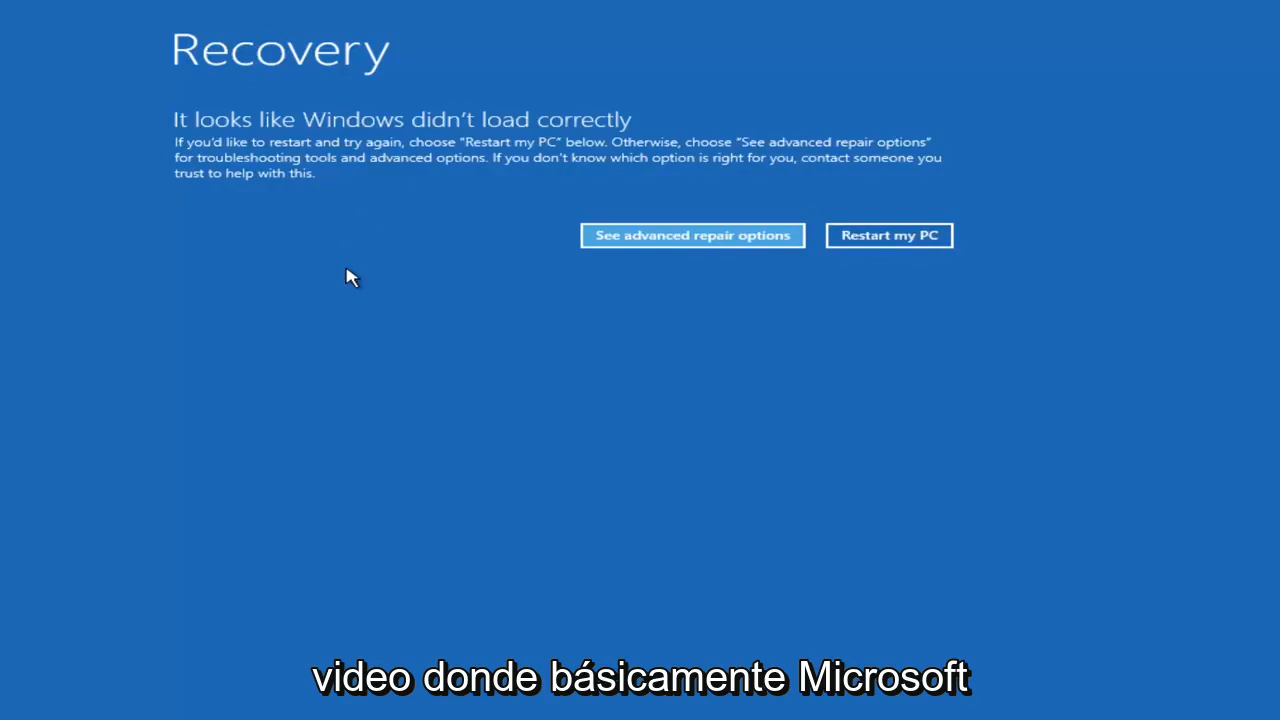 Recovery
It looks like Windows didn't load correctly
If you'd like to restart and try again, choose "Restart my PC" below. Otherwise, choose "See advanced repair options"
for troubleshooting tools and advanced options. If you don't know which option is right for you, contact someone you
trust to help with this.
See advanced repair options
Restart my PC
video donde básicamente Microsoft